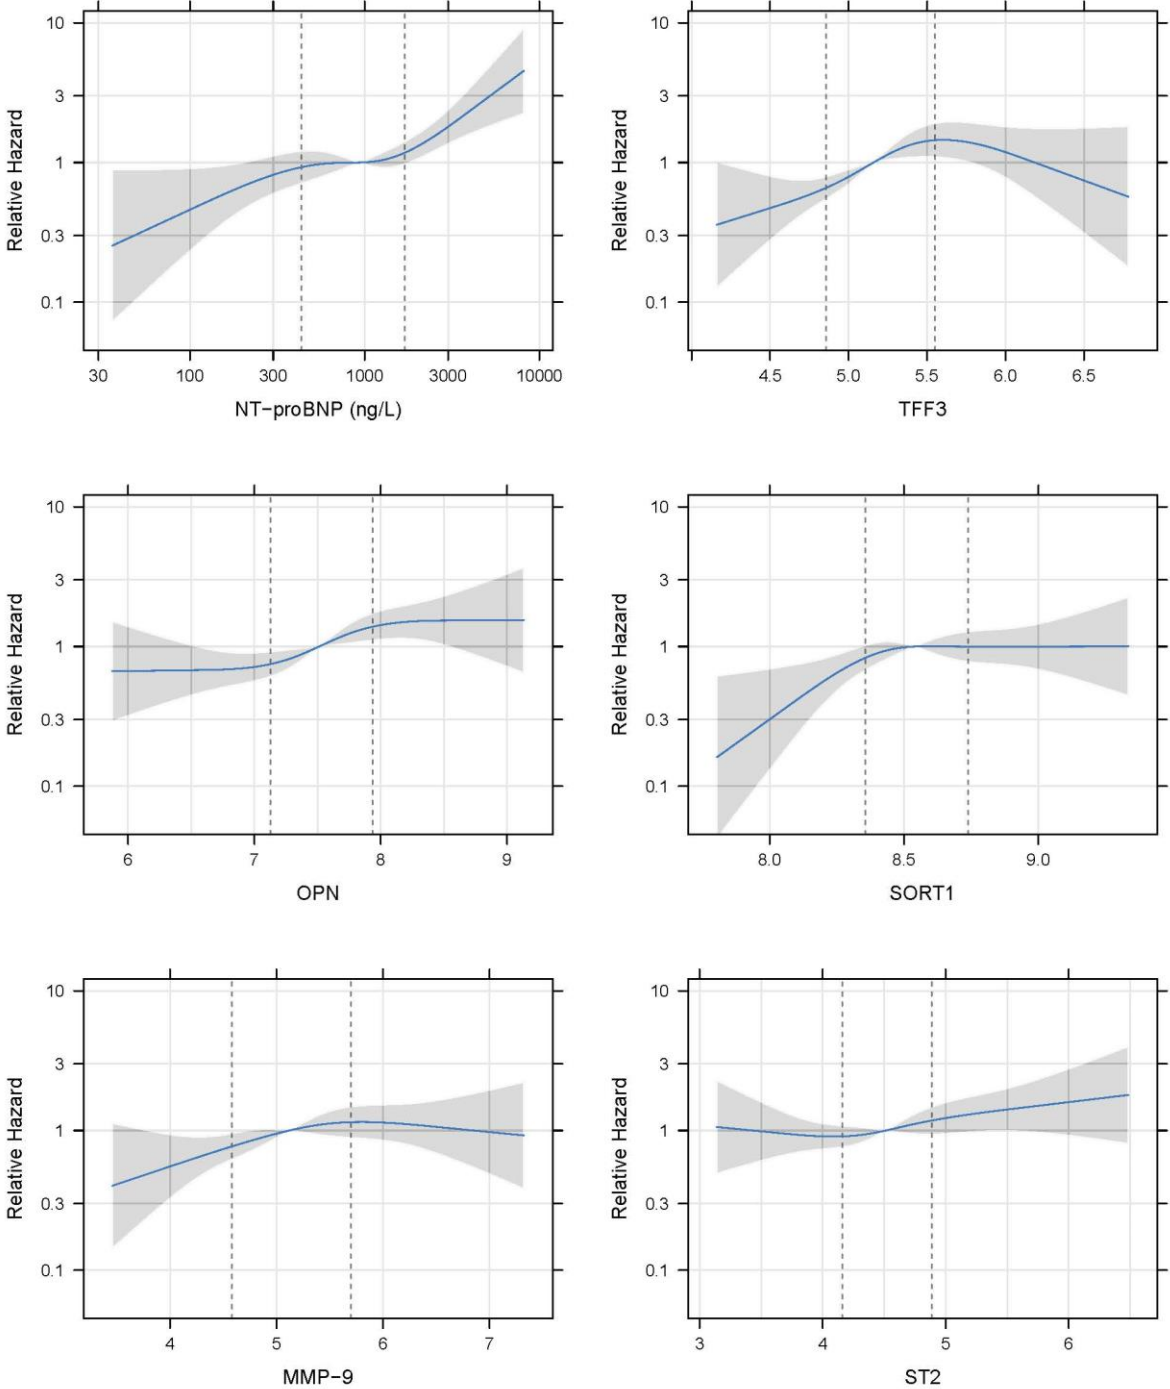 10
3
1
0.3
0.1
Relative Hazard
30 100 300 1000 3000 10000
NT−proBNP (ng/L)
10
3
1
0.3
0.1
Relative Hazard
4.5 5.0 5.5 6.0 6.5
TFF3
10
3
1
0.3
0.1
Relative Hazard
6 7 8 9
OPN
10
3
1
0.3
0.1
Relative Hazard
8.0 8.5 9.0
SORT1
10
3
1
0.3
0.1
Relative Hazard
4 5 6 7
MMP−9
10
3
1
0.3
0.1
Relative Hazard
3 4 5 6
ST2